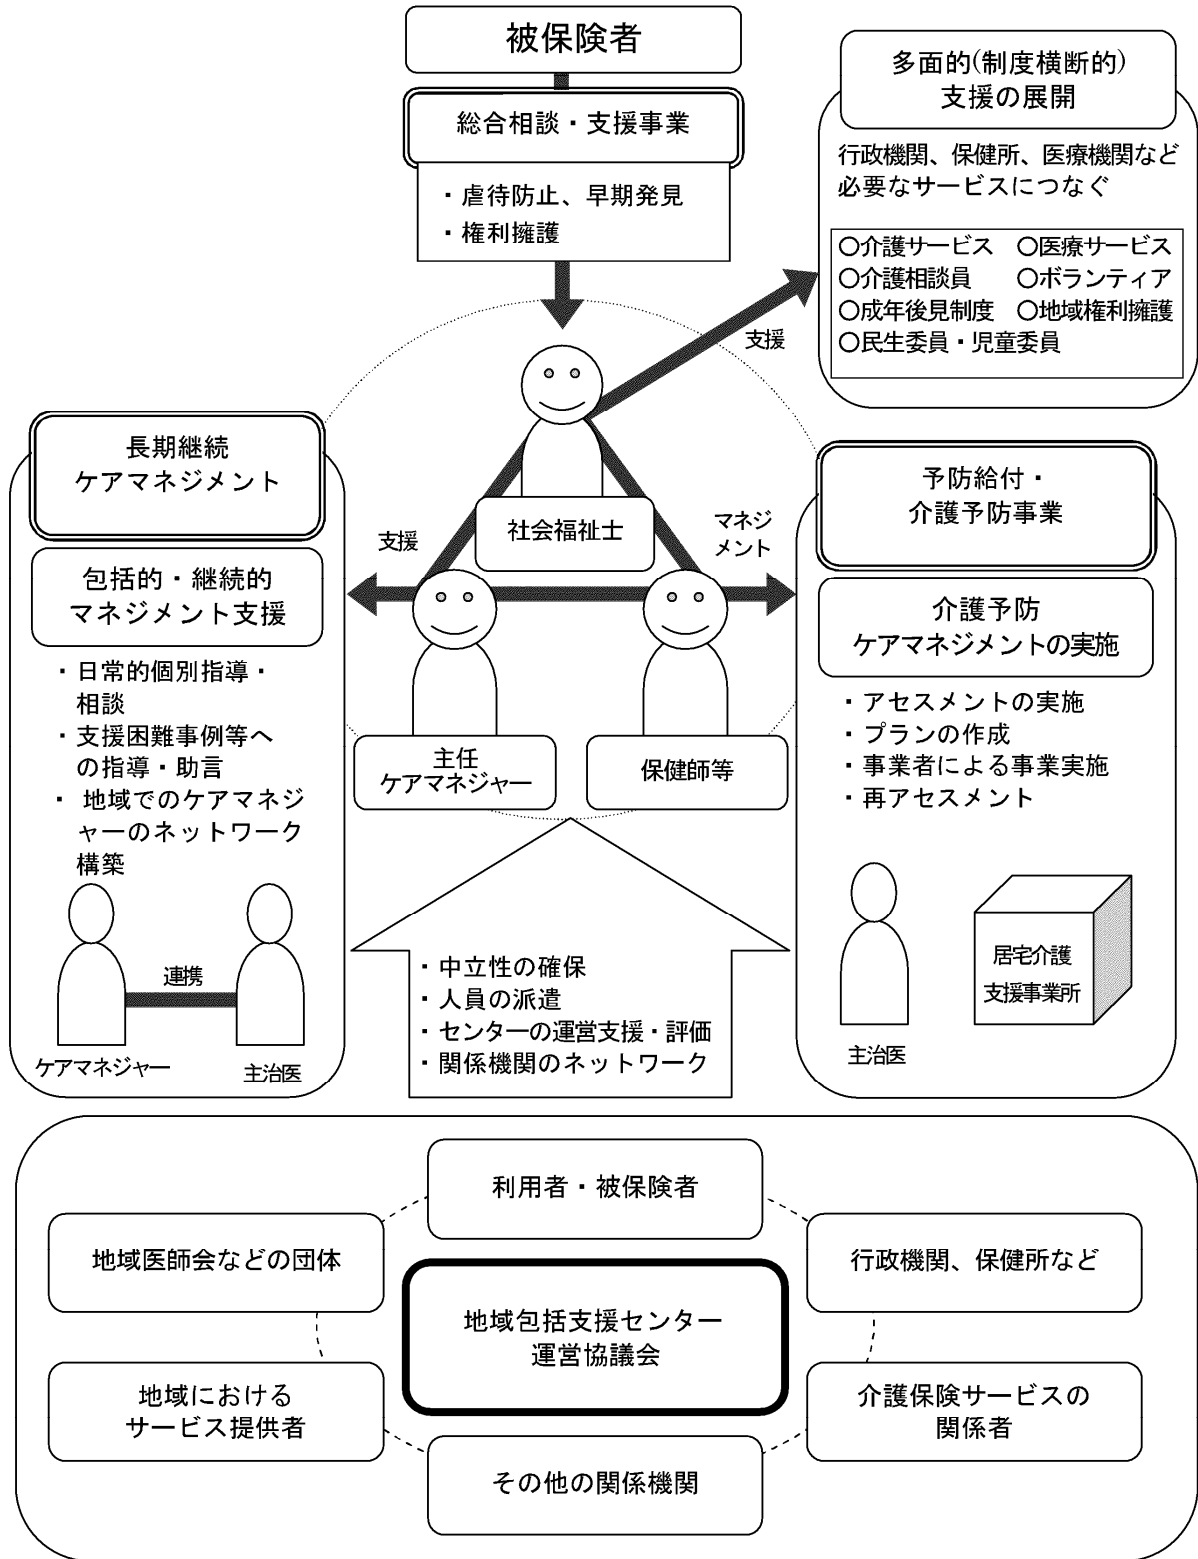 被保険者
総合相談・支援事業
・虐待防止、早期発見
・権利擁護
多面的(制度横断的)
支援の展開
行政機関、保健所、医療機関など
必要なサービスにつなぐ
○介護サービス ○医療サービス
○介護相談員 ○ボランティア
○成年後見制度 ○地域権利擁護
○民生委員・児童委員
支援
長期継続
ケアマネジメント
包括的・継続的
マネジメント支援
・日常的個別指導・
相談
・支援困難事例等へ
の指導・助言
・地域でのケアマネジ
ャーのネットワーク
構築
連携
ケアマネジャー
主治医
支援
社会福祉士
マネジ
メント
主任
ケアマネジャー
保健師等
予防給付・
介護予防事業
介護予防
ケアマネジメントの実施
・アセスメントの実施
・プランの作成
・事業者による事業実施
・再アセスメント
主治医
居宅介護
支援事業所
・中立性の確保
・人員の派遣
・センターの運営支援・評価
・関係機関のネットワーク
利用者・被保険者
地域医師会などの団体
行政機関、保健所など
地域包括支援センター
運営協議会
地域における
サービス提供者
介護保険サービスの
関係者
その他の関係機関